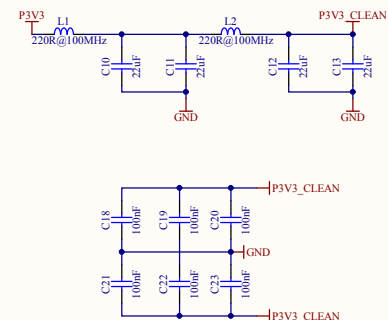 P3V3 L1 L2 P3V3_CLEAN
220R@100MHz 220R@100MHz
C10 22uF C11 22uF C12 22uF C13 22uF
GND GND
P3V3_CLEAN
C18 100nF C19 100nF C20 100nF
GND
C21 100nF C22 100nF C23 100nF
P3V3_CLEAN